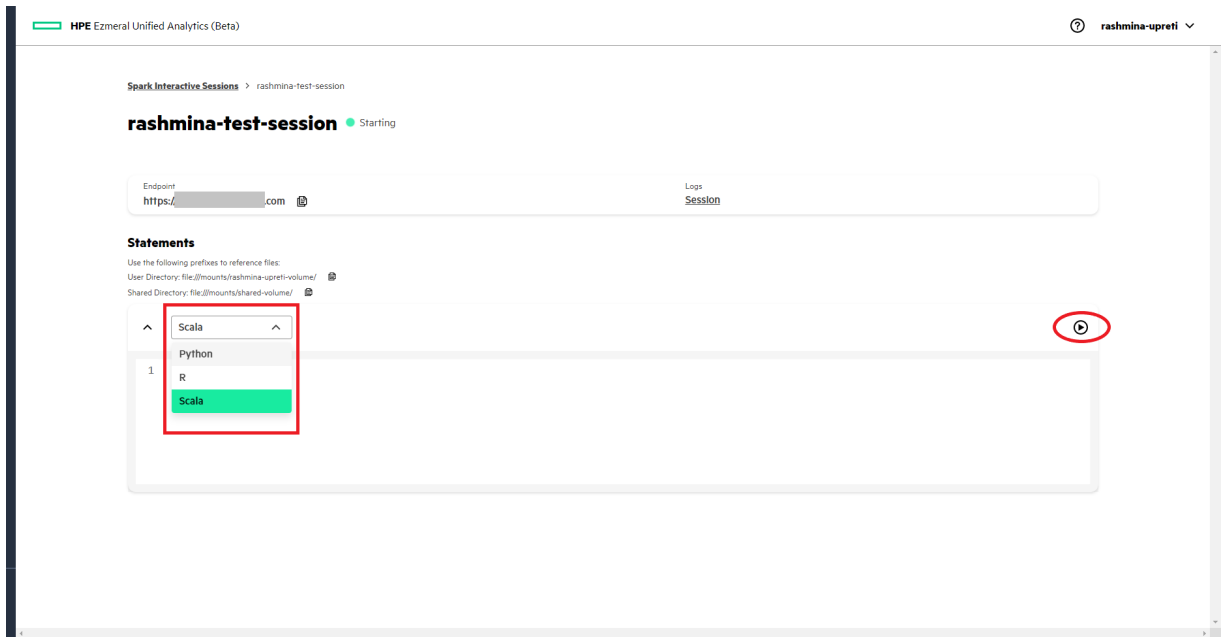 HPE Ezmeral Unified Analytics (Beta)
rashmina-upreti
Spark Interactive Sessions > rashmina-test-session
rashmina-test-session Starting
Endpoint
https:/ .com
Logs
Session
Statements
Use the following prefixes to reference files:
User Directory: file:///mounts/rashmina-upreti-volume/
Shared Directory: file:///mounts/shared-volume/
Scala
Python
1
R
Scala